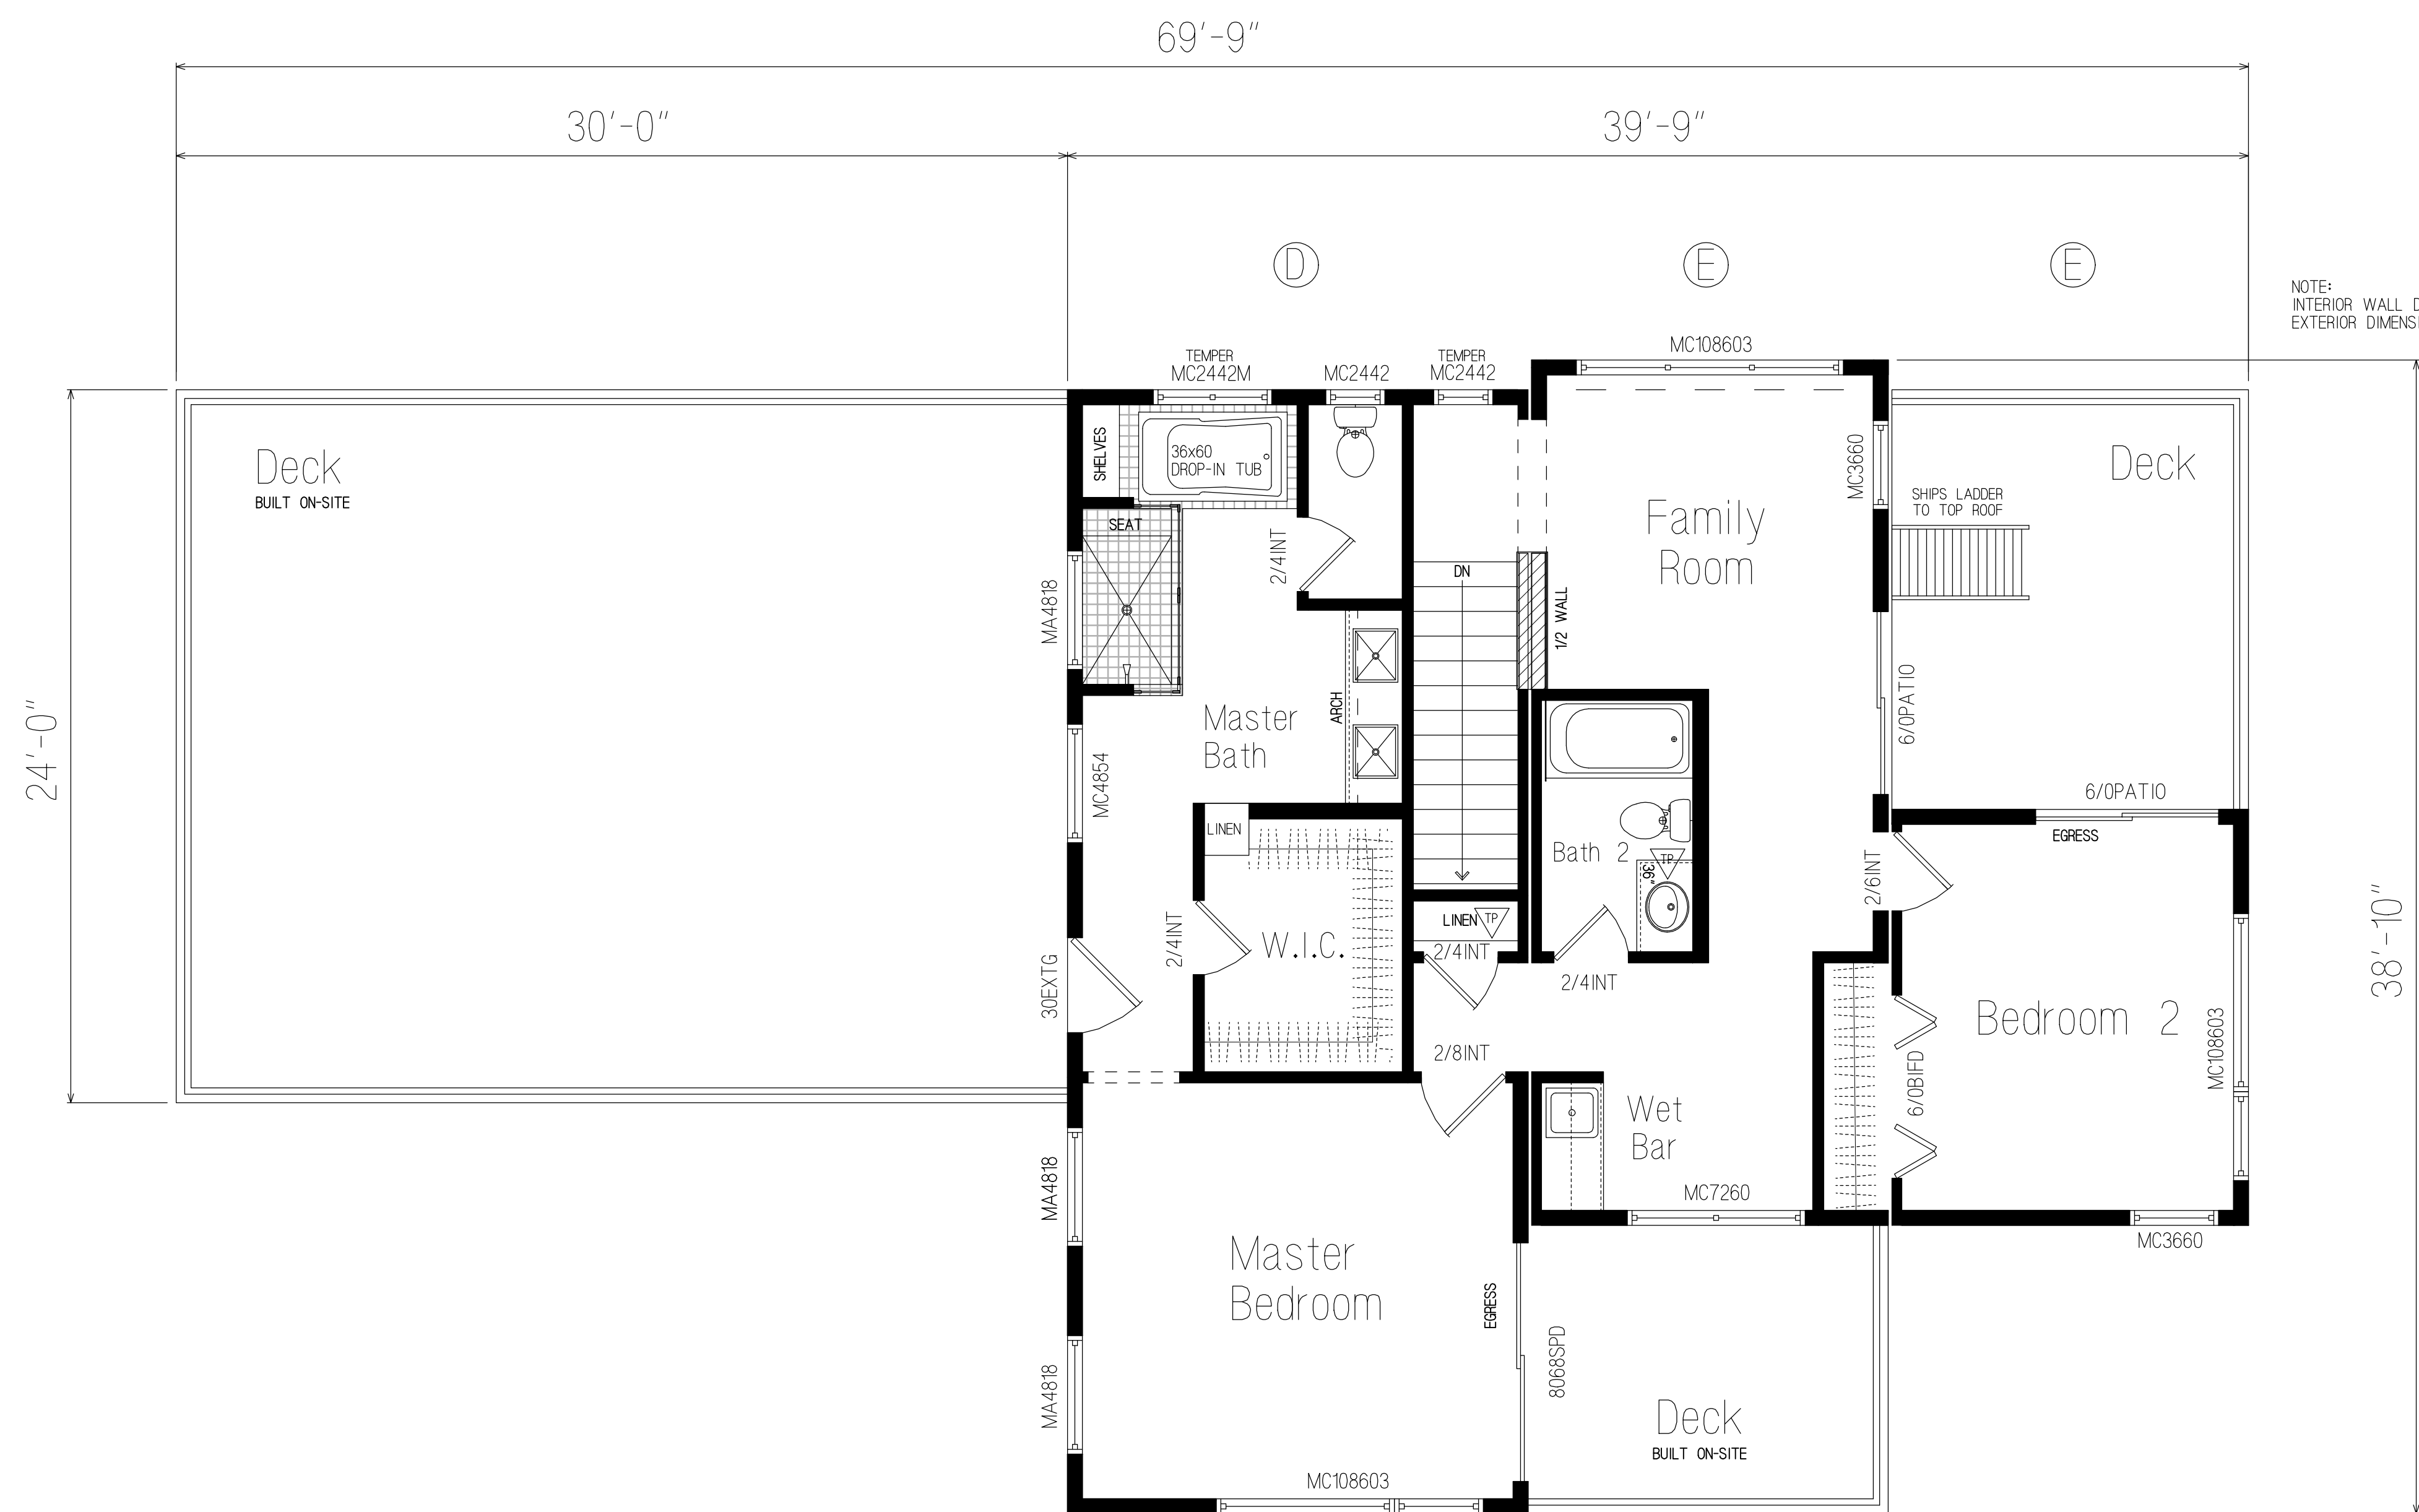 69'-9"
30'-0"
39'-9"
D
E
E
NOTE:
INTERIOR WALL D
EXTERIOR DIMENS
TEMPER
MC2442M
MC2442
TEMPER
MC2442
MC108603
Deck
BUILT ON-SITE
SHELVES
36x60
DROP-IN TUB
SEAT
2/4INT
MA4818
MC3660
Family
Room
Deck
SHIPS LADDER
TO TOP ROOF
DN
1/2 WALL
24'-0"
Master
Bath
ARCH
MC4854
6/0PATIO
6/0PATIO
EGRESS
LINEN
Bath 2
TP
36"
2/6INT
2/4INT
W.I.C.
LINEN
TP
2/4INT
2/4INT
30EXTG
38'-10"
Bedroom 2
MC108603
6/0BIFD
2/8INT
Wet
Bar
MC7260
MC3660
MA4818
Master
Bedroom
EGRESS
8068SPD
MA4818
Deck
BUILT ON-SITE
MC108603